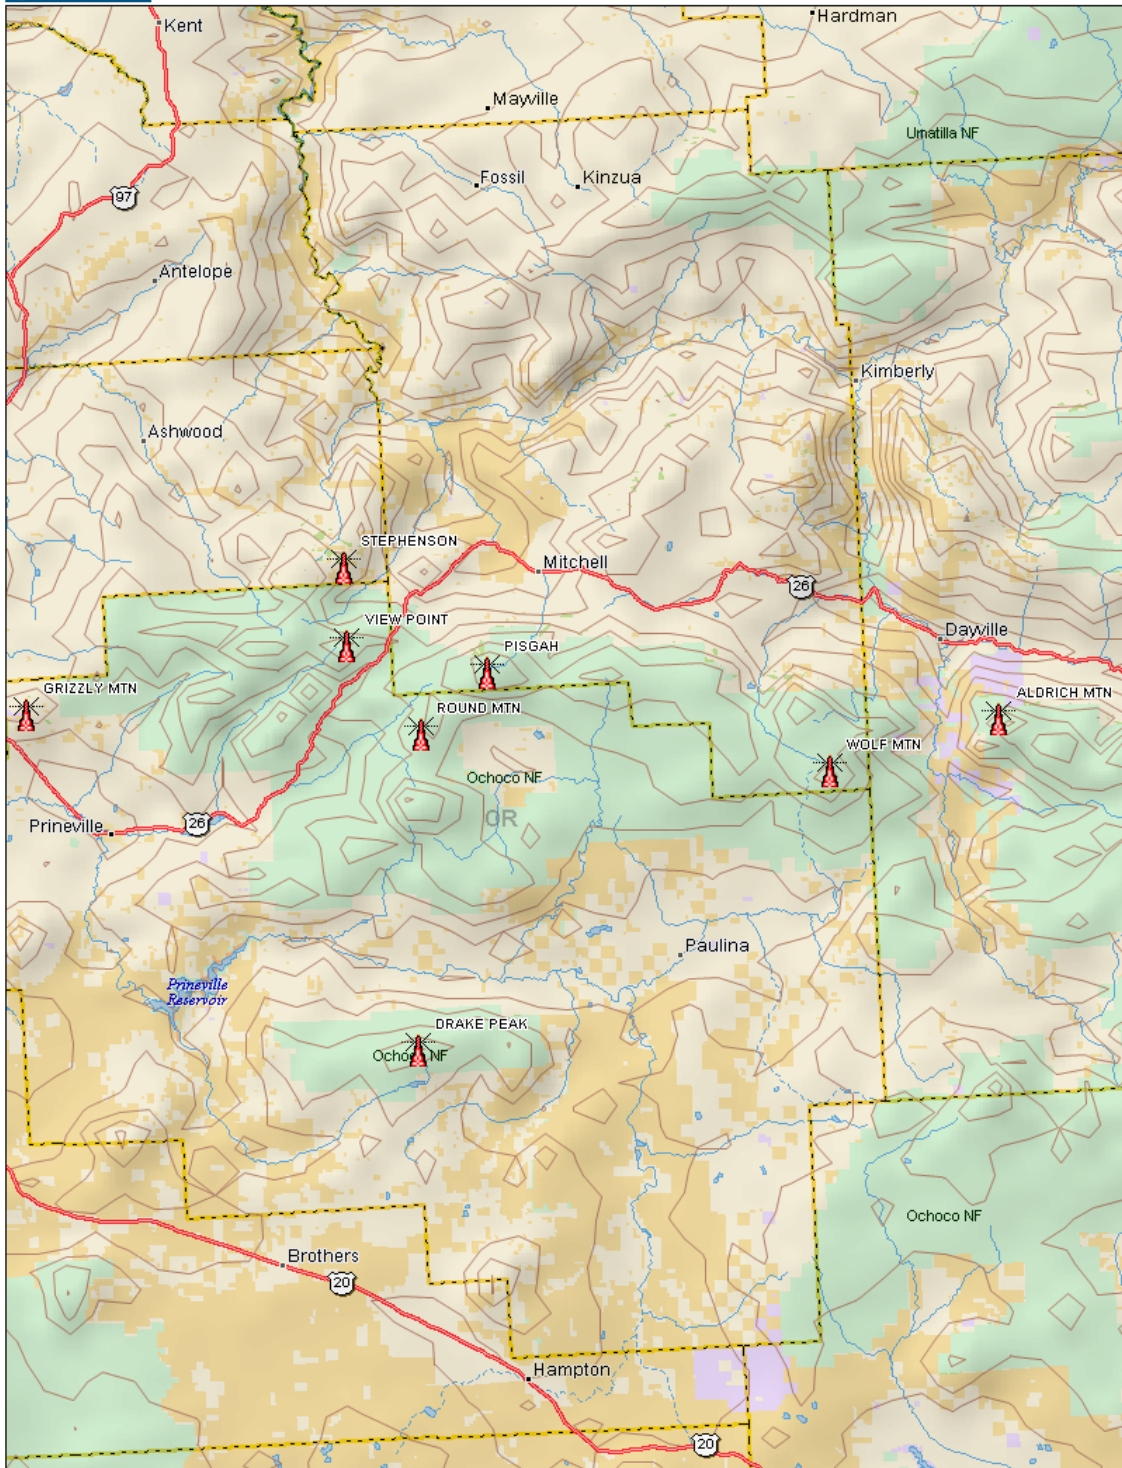 Kent
Hardman
Mayville
Umatilla NF
Fossil
Kinzua
97
Antelope
Kimberly
Ashwood
STEPHENSON
Mitchell
26
VIEW POINT
Dayville
PISGAH
GRIZZLY MTN
ALDRICH MTN
ROUND MTN
WOLF MTN
Ochoco NF
OR
26
Prineville
Paulina
Prineville
Reservoir
DRAKE PEAK
Ochoco NF
Ochoco NF
Brothers
20
Hampton
20